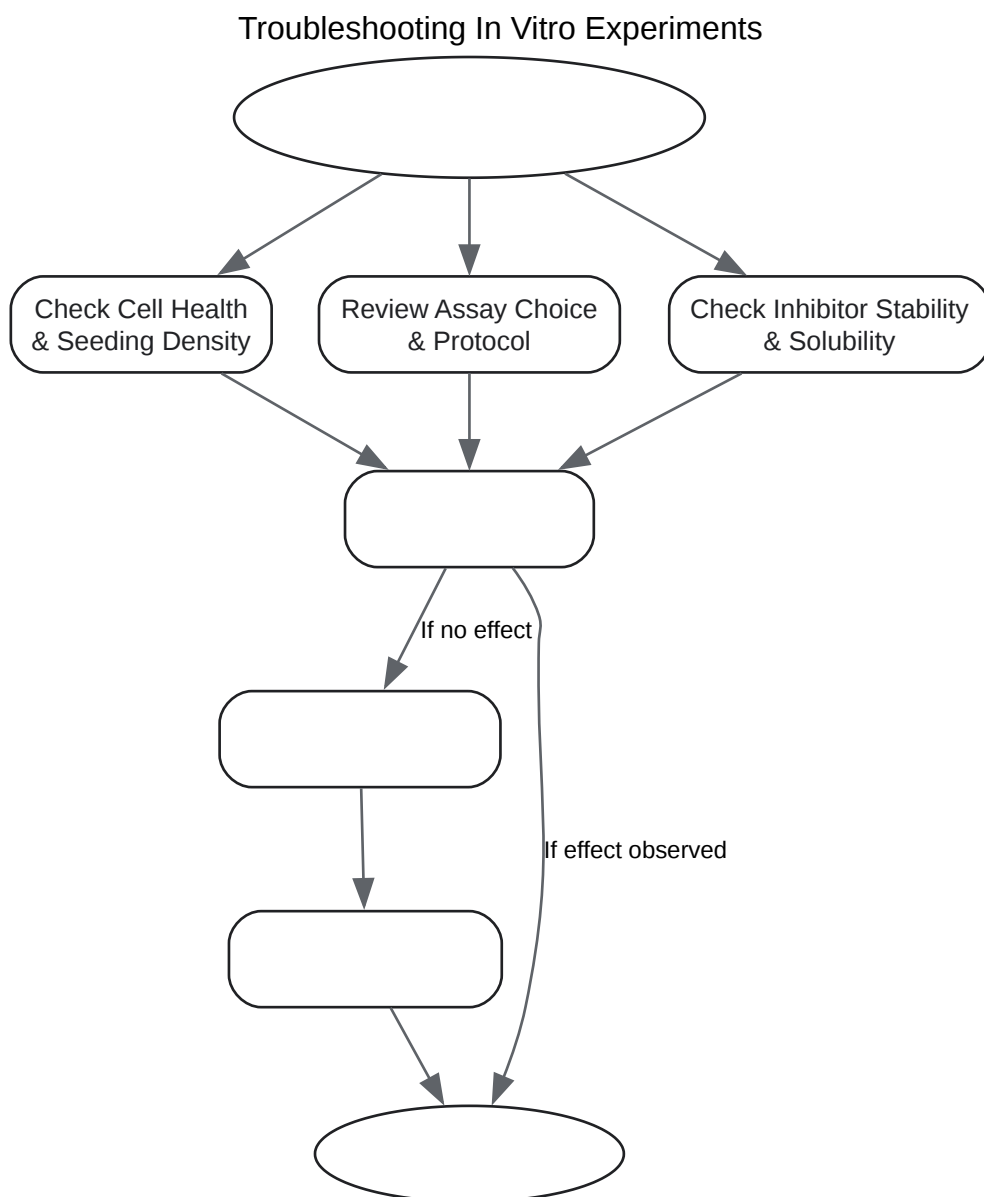 Troubleshooting In Vitro Experiments
Check Cell Health
& Seeding Density
Review Assay Choice
& Protocol
Check Inhibitor Stability
& Solubility
If no effect
If effect observed